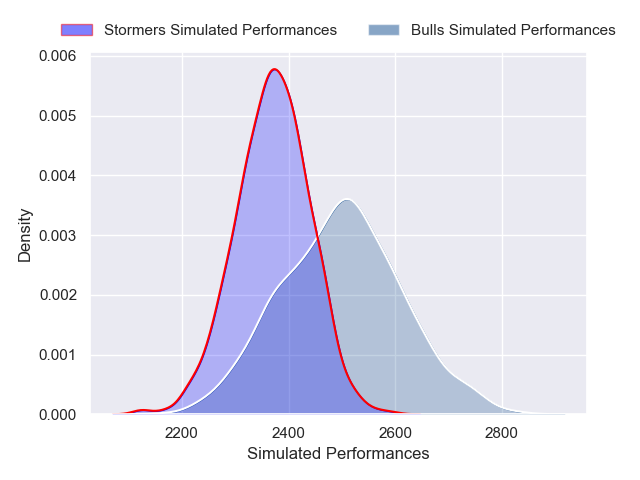 Stormers Simulated Performances Bulls Simulated Performances
0.006
0.005
0.004
0.003
0.002
0.001
0.000
Density
2200 2400 2600 2800
Simulated Performances